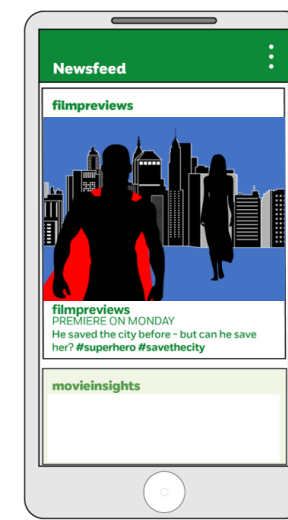 Newsfeed
filmpreviews
filmpreviews
PREMIERE ON MONDAY
He saved the city before - but can he save
her? #superhero #savethecity
movieinsights